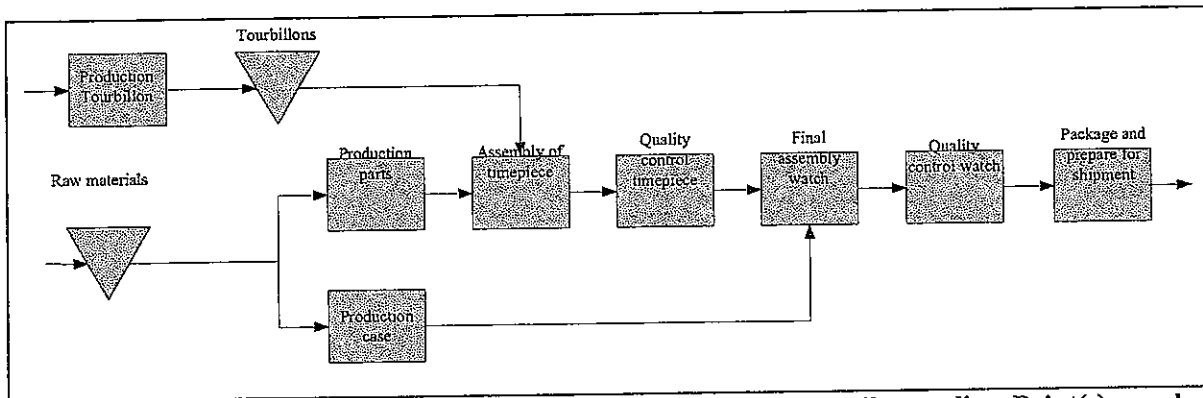 Tourbillons
Production
Tourbillon
Raw materials
Production
parts
Assembly of
timepiece
Quality
control
timepiece
Final
assembly
watch
Quality
control watch
Package and
prepare for
shipment
Production
case